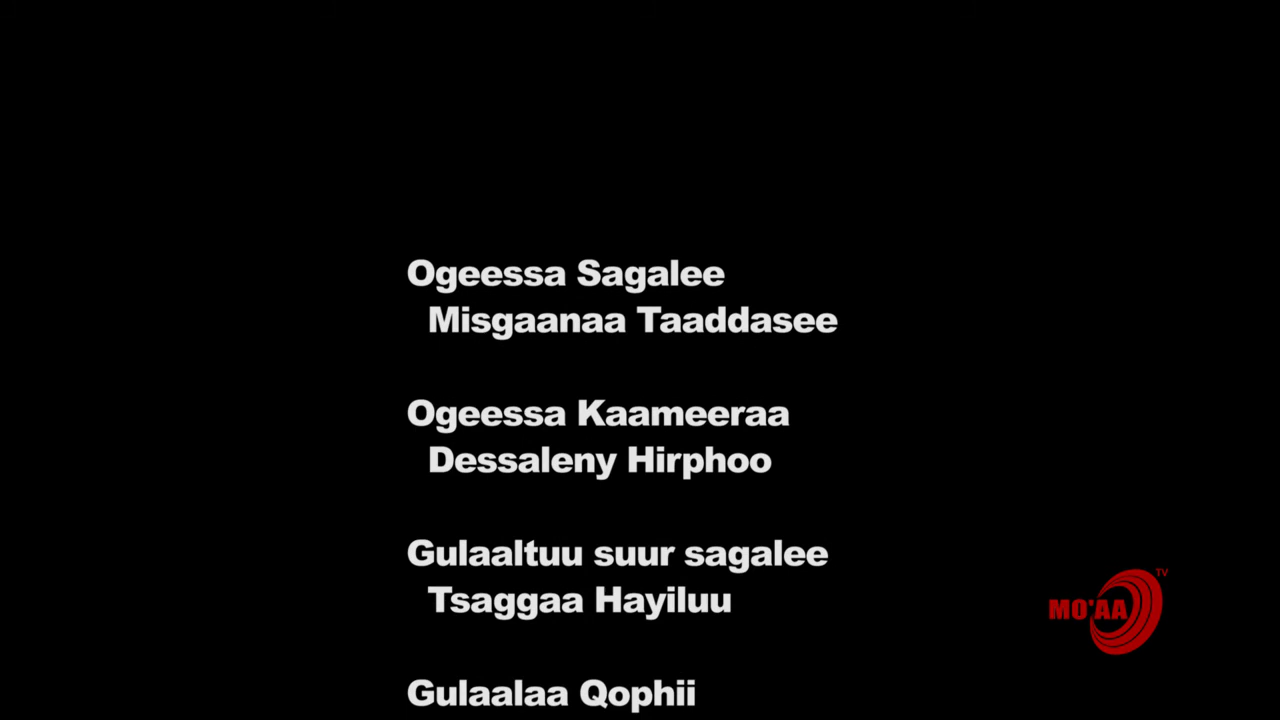 Ogeessa Sagalee
Misgaanaa Taaddasee
Ogeessa Kaameeraa
Dessaleny Hirphoo
Gulaaltuu suur sagalee
Tsaggaa Hayiluu
Gulaalaa Qophii
MO'AA TV